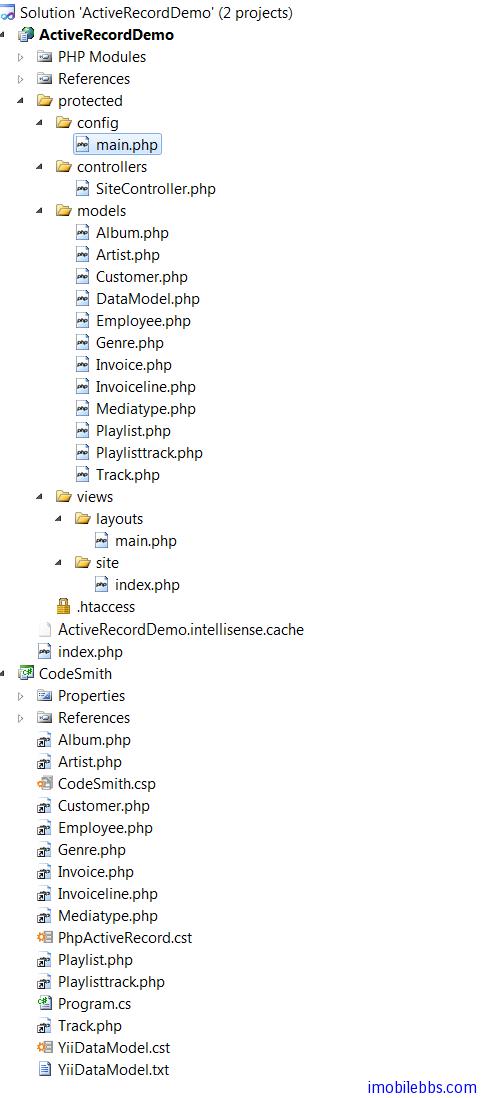 Solution 'ActiveRecordDemo' (2 projects)
ActiveRecordDemo
PHP Modules
References
protected
config
main.php
controllers
SiteController.php
models
Album.php
Artist.php
Customer.php
DataModel.php
Employee.php
Genre.php
Invoice.php
Invoiceline.php
Mediatype.php
Playlist.php
Playlisttrack.php
Track.php
views
layouts
main.php
site
index.php
.htaccess
ActiveRecordDemo.intellisense.cache
index.php
CodeSmith
Properties
References
Album.php
Artist.php
CodeSmith.csp
Customer.php
Employee.php
Genre.php
Invoice.php
Invoiceline.php
Mediatype.php
PhpActiveRecord.cst
Playlist.php
Playlisttrack.php
Program.cs
Track.php
YiiDataModel.cst
YiiDataModel.txt
imobilebbs.com